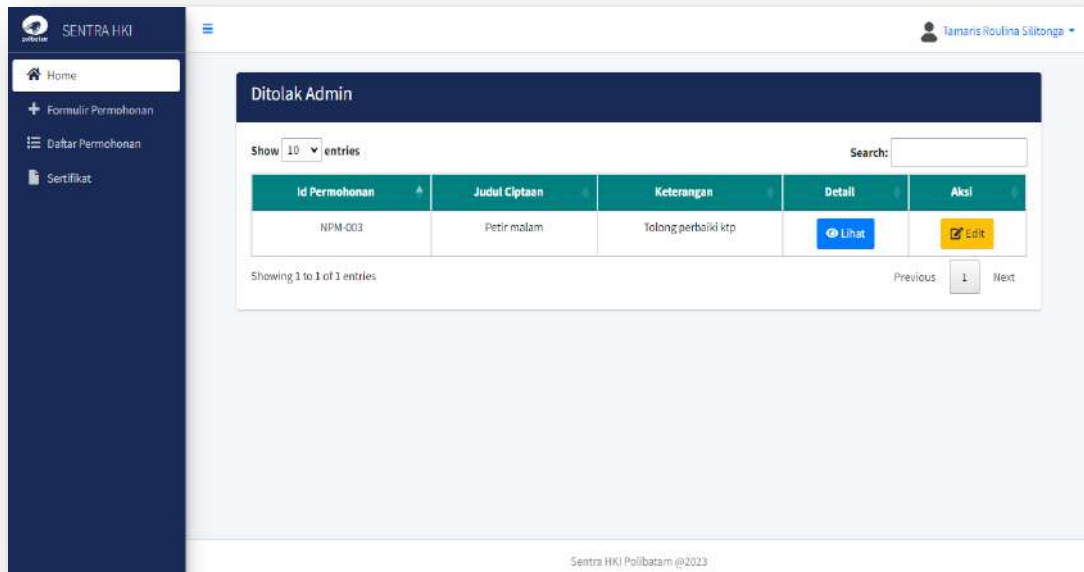 polibatam
SENTRA HKI
Tamaris Roulina Silitonga
Home
Formulir Permohonan
Daftar Permohonan
Sertifikat
Ditolak Admin
Show 10 entries
Search:
Id Permohonan Judul Ciptaan Keterangan Detail Aksi
NPM-003 Petir malam Tolong perbaiki ktp Lihat Edit
Showing 1 to 1 of 1 entries
Previous 1 Next
Sentra HKI Polibatam @2023